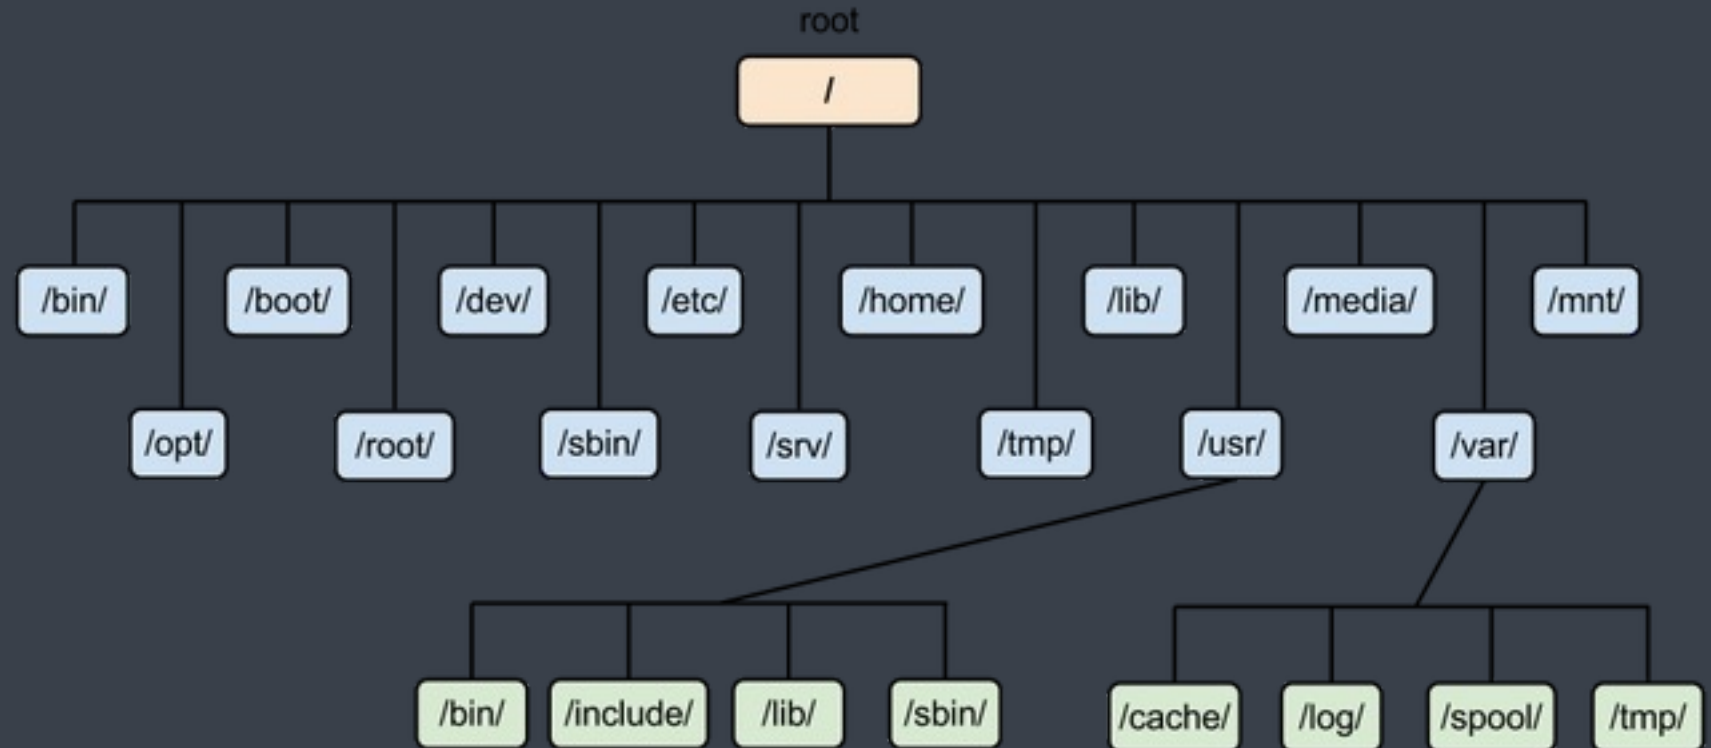 root
/
/bin/
/boot/
/dev/
/etc/
/home/
/lib/
/media/
/mnt/
/opt/
/root/
/sbin/
/srv/
/tmp/
/usr/
/var/
/bin/
/include/
/lib/
/sbin/
/cache/
/log/
/spool/
/tmp/